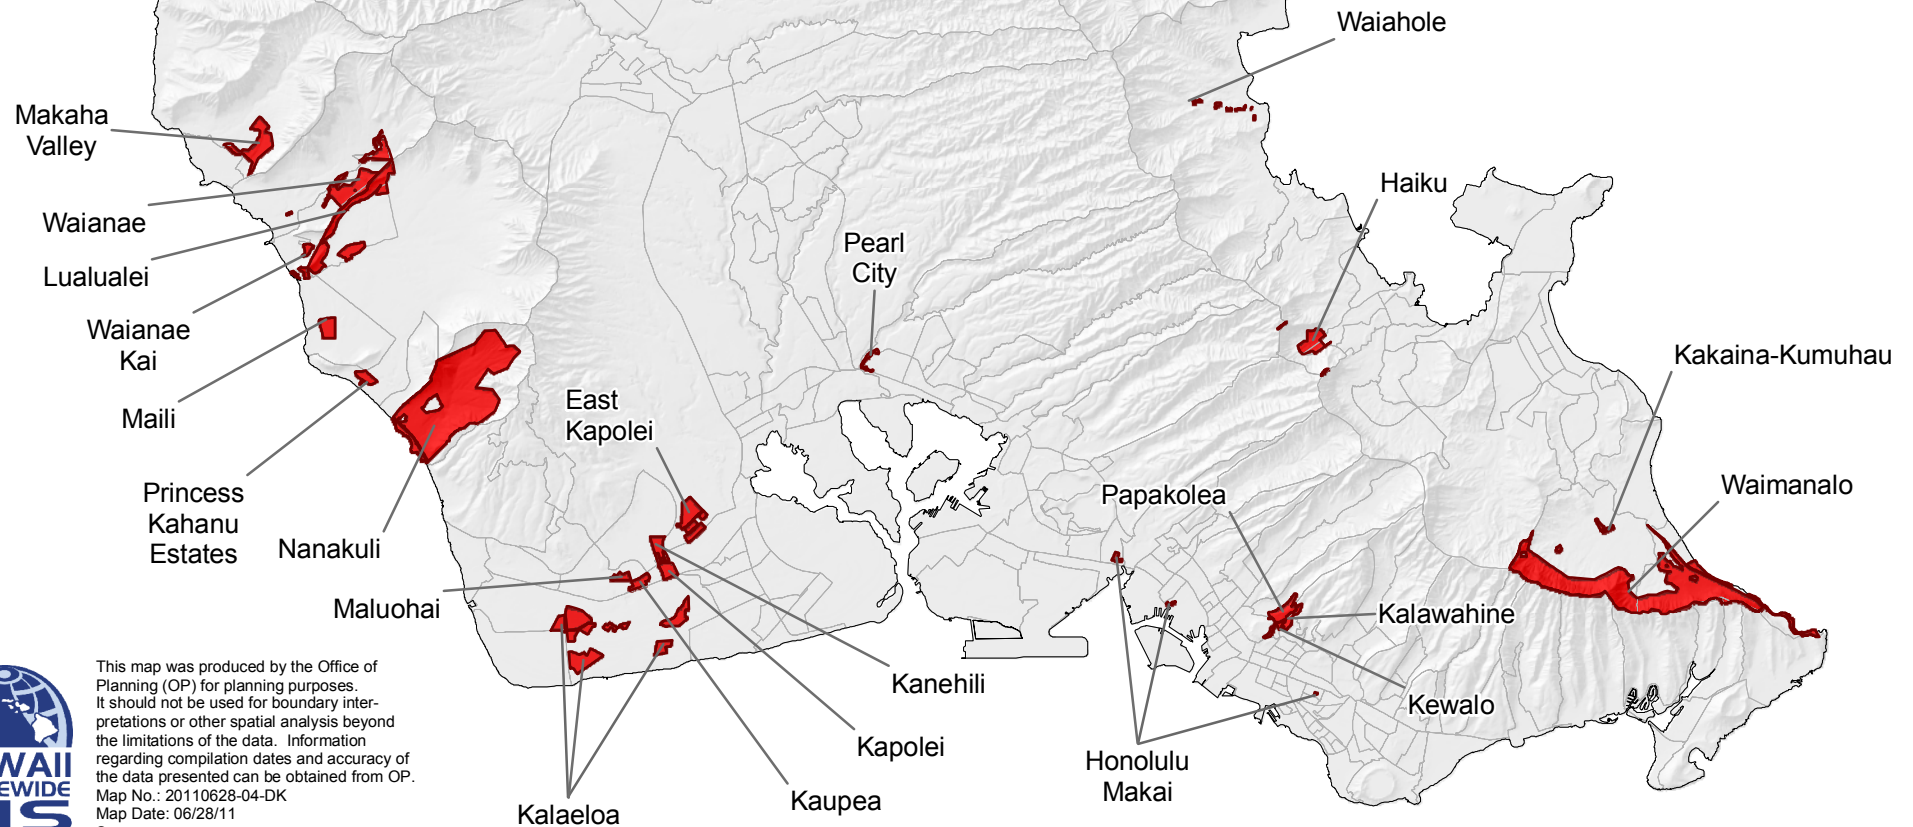 Waiahole
Makaha
Valley
Haiku
Waianae
Pearl
City
Lualualei
Waianae
Kai
Kakaina-Kumuhau
Maili
East
Kapolei
Princess
Kahanu
Estates
Waimanalo
Papakolea
Nanakuli
Maluohai
Kalawahine
Kanehili
Kewalo
Kapolei
Honolulu
Makai
Kaupea
Kalaeloa
This map was produced by the Office of
Planning (OP) for planning purposes.
It should not be used for boundary inter-
pretations or other spatial analysis beyond
the limitations of the data. Information
regarding compilation dates and accuracy of
the data presented can be obtained from OP.
Map No.: 20110628-04-DK
Map Date: 06/28/11
WAII
EWIDE
IS